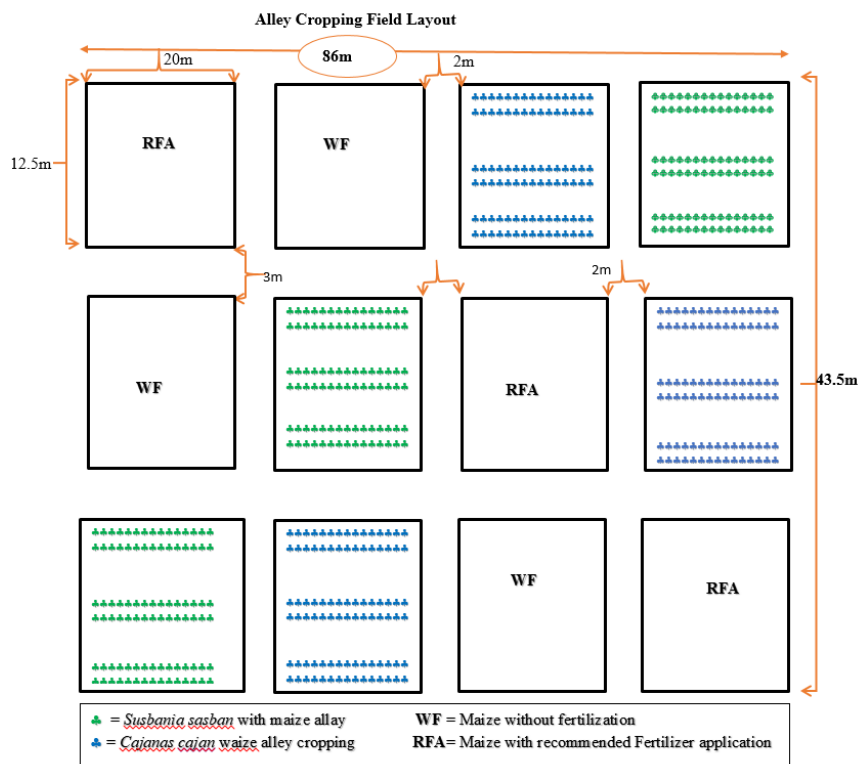 Alley Cropping Field Layout
86m
20m
2m
12.5m
RFA
WF
3m
2m
WF
RFA
43.5m
WF
RFA
= Susbania sasban with maize allay
WF = Maize without fertilization
= Cajanas cajan waize alley cropping
RFA= Maize with recommended Fertilizer application